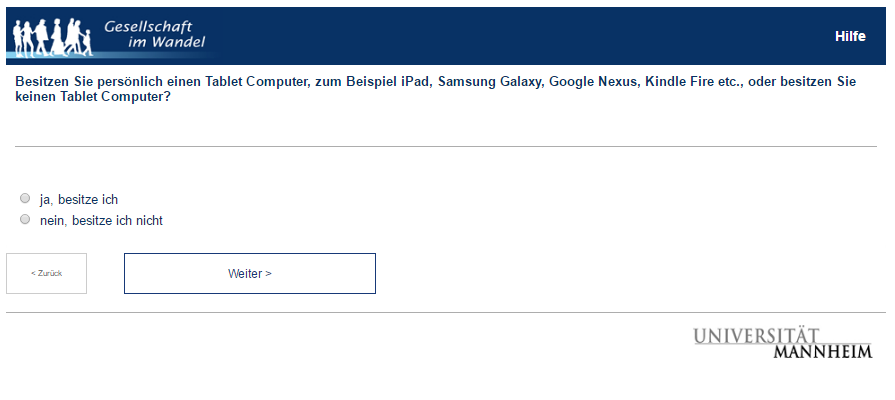 Gesellschaft
im Wandel
Hilfe
Besitzen Sie persönlich einen Tablet Computer, zum Beispiel iPad, Samsung Galaxy, Google Nexus, Kindle Fire etc., oder besitzen Sie
keinen Tablet Computer?
ja, besitze ich
nein, besitze ich nicht
< Zurück
Weiter >
UNIVERSITÄT
MANNHEIM